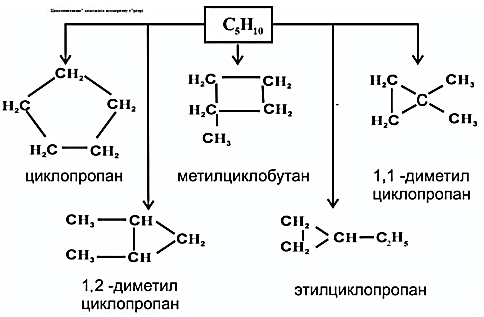 C₅H₁₀
CH₂
H₂C CH₂
H₂C CH₂
циклопропан
H₂C CH₂
H₂C CH₂
CH₃
метилциклобутан
H₂C CH₃
C
H₂C CH₃
1,1 -диметил
циклопропан
CH₃ CH
CH₂
CH₃ CH
1,2 -диметил
циклопропан
CH₂
CH C₂H₅
CH₂
этилциклопропан